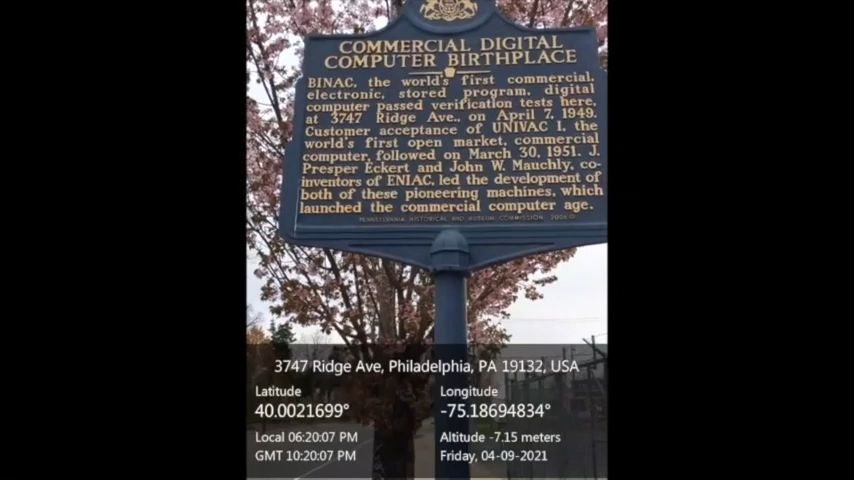 COMMERCIAL DIGITAL
COMPUTER BIRTHPLACE
BINAC, the world's first commercial,
electronic, stored program, digital
computer passed verification tests here,
at 3747 Ridge Ave., on April 7, 1949.
Customer acceptance of UNIVAC I, the
world's first open market, commercial
computer, followed on March 30, 1951. J.
Presper Eckert and John W. Mauchly, co-
inventors of ENIAC, led the development of
both of these pioneering machines, which
launched the commercial computer age.
PENNSYLVANIA HISTORICAL AND MUSEUM COMMISSION
3747 Ridge Ave, Philadelphia, PA 19132, USA
Latitude
40.0021699°
Longitude
-75.18694834°
Local 06:20:07 PM
GMT 10:20:07 PM
Altitude -7.15 meters
Friday, 04-09-2021